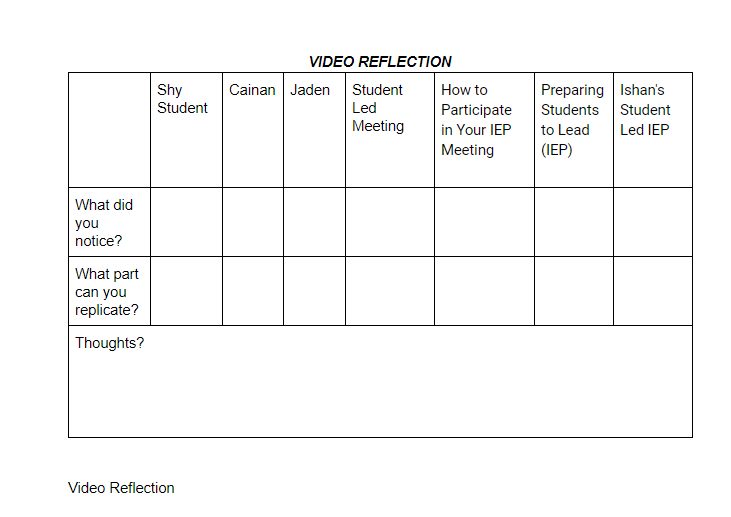 VIDEO REFLECTION
Shy
Student
Cainan
Jaden
Student
Led
Meeting
How to
Participate
in Your IEP
Meeting
Preparing
Students
to Lead
(IEP)
Ishan's
Student
Led IEP
What did
you
notice?
What part
can you
replicate?
Thoughts?
Video Reflection